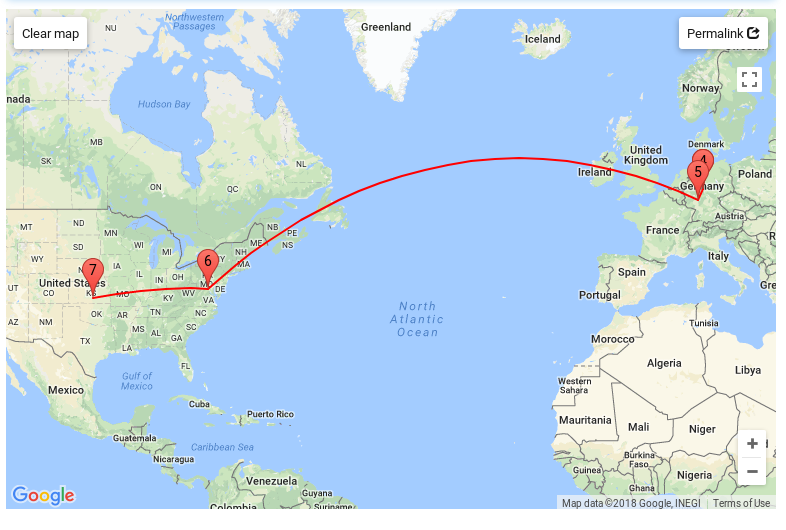 Clear map
Permalink
Northwestern
Passages
NU
Greenland
Iceland
Norway
nada
Hudson Bay
MB
SK
ON
QC
NL
United
Kingdom
Ireland
Denmark
4
5
Germany
Poland
Austria
France
Italy
Spain
Portugal
MT
ND
MN
SD
WY
WI
MI
IA
IL
IN
OH
NB
PE
NS
ME
NH
MA
6
7
United States
UT
CO
KS
MO
KY
WV
VA
DE
AZ
NM
OK
AR
TN
NC
SC
MS
AL
GA
TX
LA
FL
North
Atlantic
Ocean
Gulf of
Mexico
Mexico
Cuba
Puerto Rico
Guatemala
Nicaragua
Caribbean Sea
Venezuela
Guyana
Suriname
Colombia
Tunisia
Morocco
Algeria
Libya
Western
Sahara
Mauritania
Mali
Niger
Burkina
Faso
Guinea
Ghana
Nigeria
+
−
Google
Map data ©2018 Google, INEGI
Terms of Use